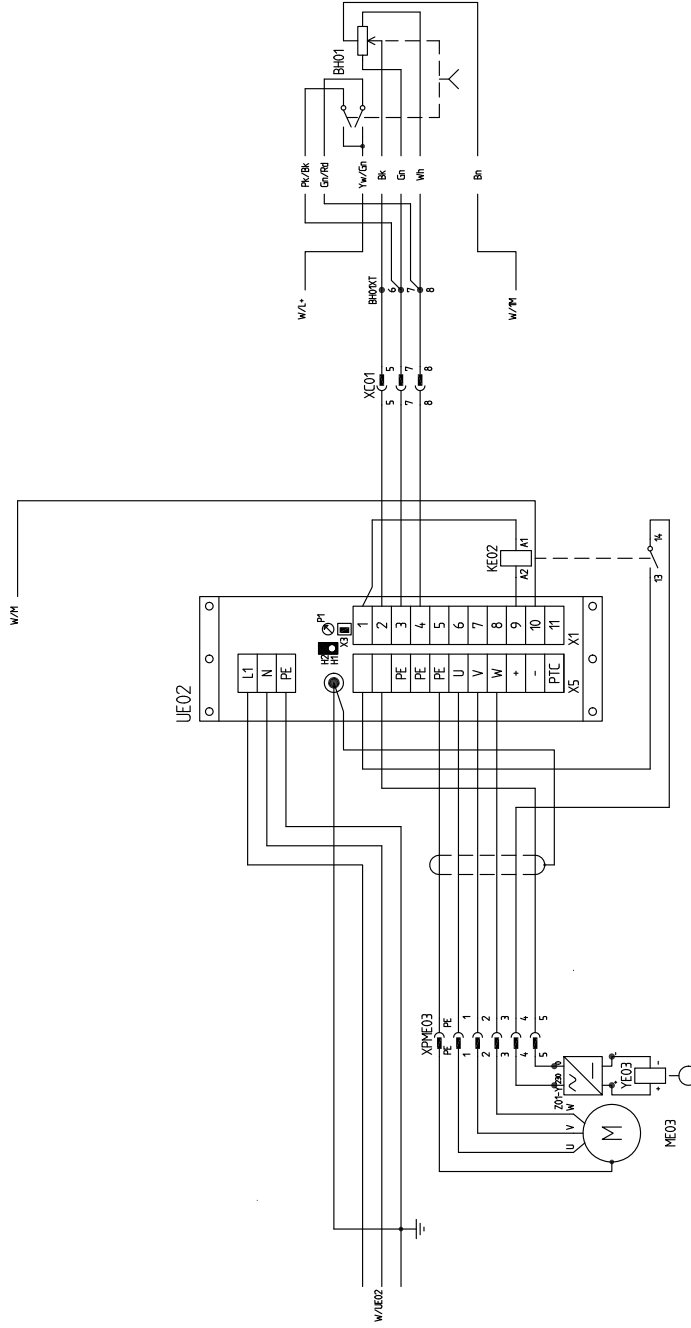 BH01
Pk/Bk
Gn/Rd
Yw/Gn
Bk
Gn
Wh
Bn
W/L+
W/1M
BH01XT
6
7
8
XC01
5
7
8
5
7
8
W/M
KE02
A2
A1
13
14
UE02
L1
N
PE
P1
X3
H2
H1
1
2
3
4
5
6
7
8
9
10
11
X1
PE
PE
PE
U
V
W
+
-
PTC
X5
XPME03
PE
1
2
3
4
5
PE
1
2
3
4
5
U
V
W
230
0
+
-
YE03
+
-
M
ME03
W/UE02